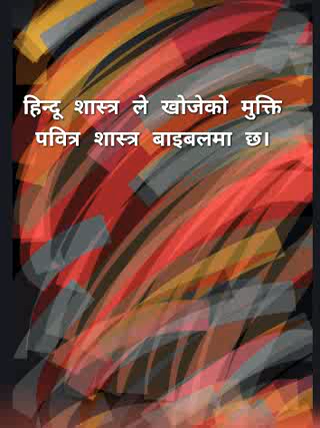 हिन्दू शास्त्र ले खोजेको मुक्ति
पवित्र शास्त्र बाइबलमा छ।